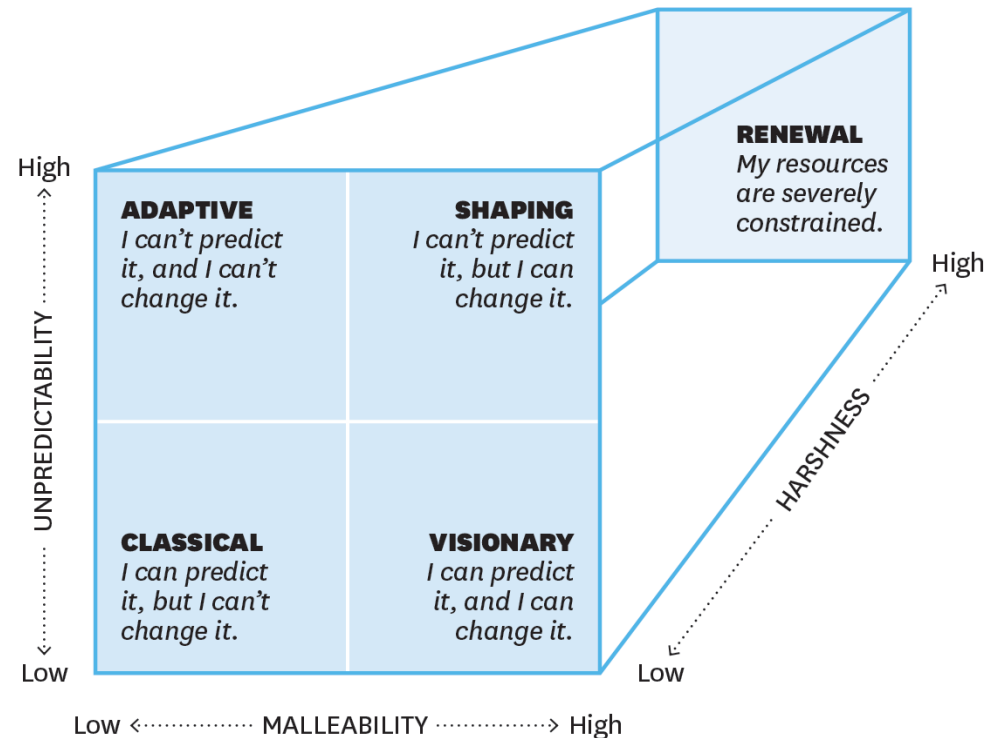 RENEWAL
My resources
are severely
constrained.
High
ADAPTIVE
I can’t predict
it, and I can’t
change it.
SHAPING
I can’t predict
it, but I can
change it.
High
UNPREDICTABILITY
HARSHNESS
CLASSICAL
I can predict
it, but I can’t
change it.
VISIONARY
I can predict
it, and I can
change it.
Low
Low
Low MALLEABILITY High